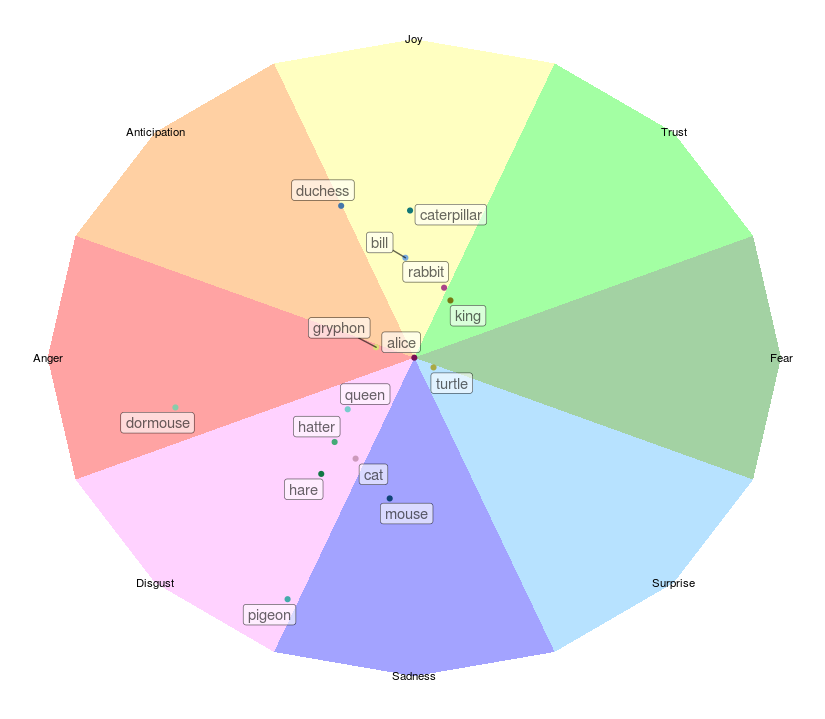 Joy
Anticipation
Trust
duchess
caterpillar
bill
rabbit
king
gryphon
alice
Anger
Fear
turtle
queen
dormouse
hatter
cat
hare
mouse
Disgust
Surprise
pigeon
Sadness